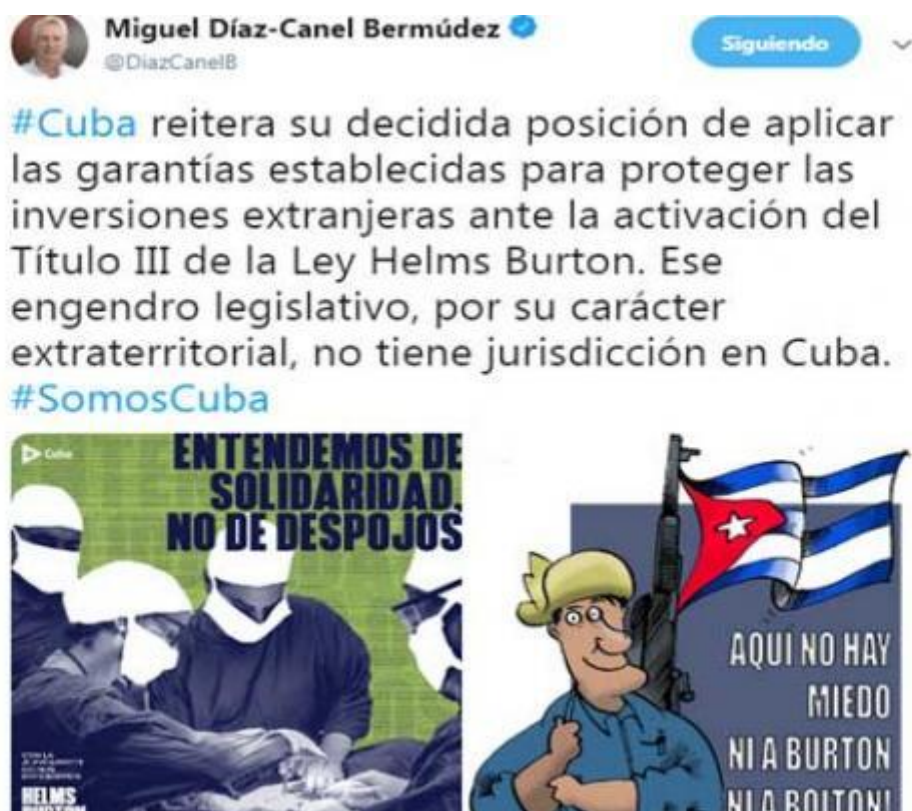 Miguel Díaz-Canel Bermúdez
@DiazCanelB
Siguiendo
#Cuba reitera su decidida posición de aplicar
las garantías establecidas para proteger las
inversiones extranjeras ante la activación del
Título III de la Ley Helms Burton. Ese
engendro legislativo, por su carácter
extraterritorial, no tiene jurisdicción en Cuba.
#SomosCuba
Cuba
ENTENDEMOS DE
SOLIDARIDAD,
NO DE DESPOJOS
HELMS
BURTON
AQUI NO HAY
MIEDO
NI A BURTON
NI A BOLTON!